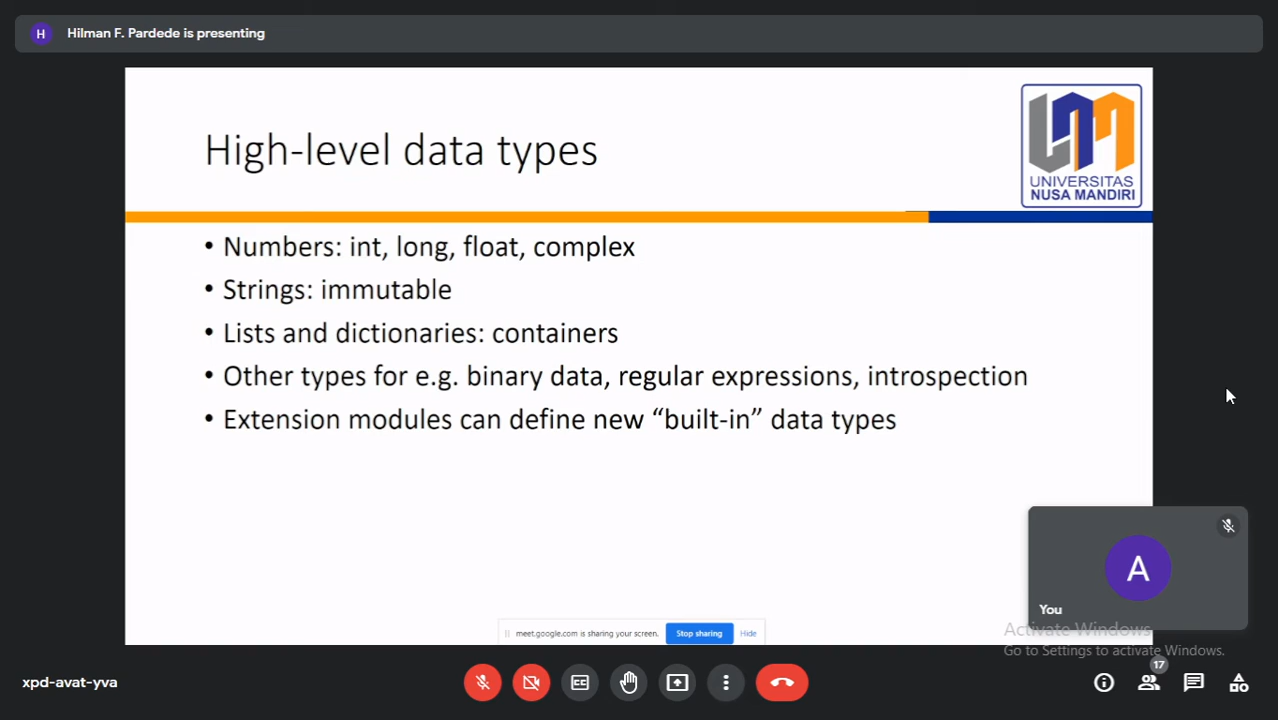 H
Hilman F. Pardede is presenting
High-level data types
UNIVERSITAS
NUSA MANDIRI
• Numbers: int, long, float, complex
• Strings: immutable
• Lists and dictionaries: containers
• Other types for e.g. binary data, regular expressions, introspection
• Extension modules can define new “built-in” data types
A
You
meet.google.com is sharing your screen.
Stop sharing
Hide
Activate Windows
Go to Settings to activate Windows.
xpd-avat-yva
CC
17